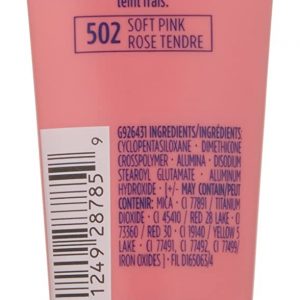 teint frais.
502 SOFT PINK
ROSE TENDRE
G926431 INGREDIENTS/INGRÉDIENTS:
CYCLOPENTASILOXANE • DIMETHICONE
CROSSPOLYMER • ALUMINA • DISODIUM
STEAROYL GLUTAMATE • ALUMINUM
HYDROXIDE • [+/- MAY CONTAIN/PEUT
CONTENIR: MICA • CI 77891 / TITANIUM
DIOXIDE • CI 45410 / RED 28 LAKE • CI
73360 / RED 30 • CI 19140 / YELLOW 5
LAKE • CI 77491, CI 77492, CI 77499/
IRON OXIDES] • FIL D165063/4
81249 28785 9